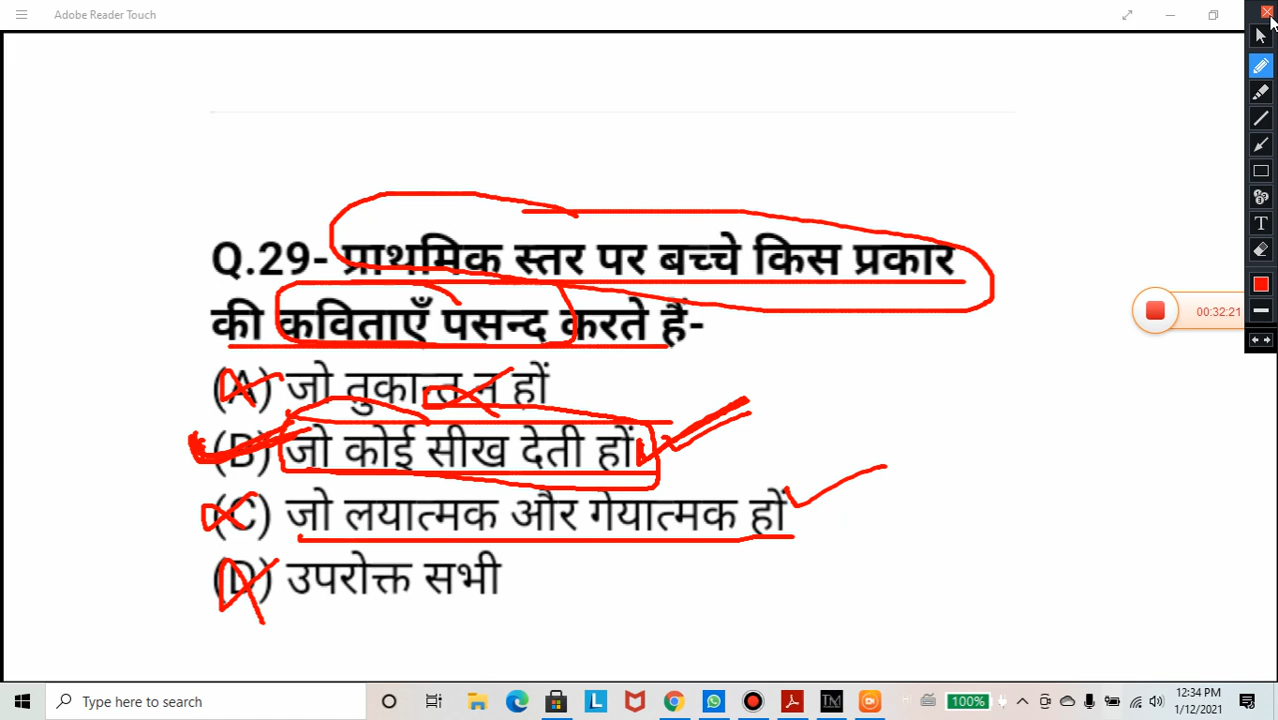 Adobe Reader Touch
Q.29- प्राथमिक स्तर पर बच्चे किस प्रकार
की कविताएँ पसन्द करते हैं-
(A) जो तुकान्त न हों
(B) जो कोई सीख देती हों
(C) जो लयात्मक और गेयात्मक हों
(D) उपरोक्त सभी
00:32:21
Type here to search
100%
12:34 PM
1/12/2021